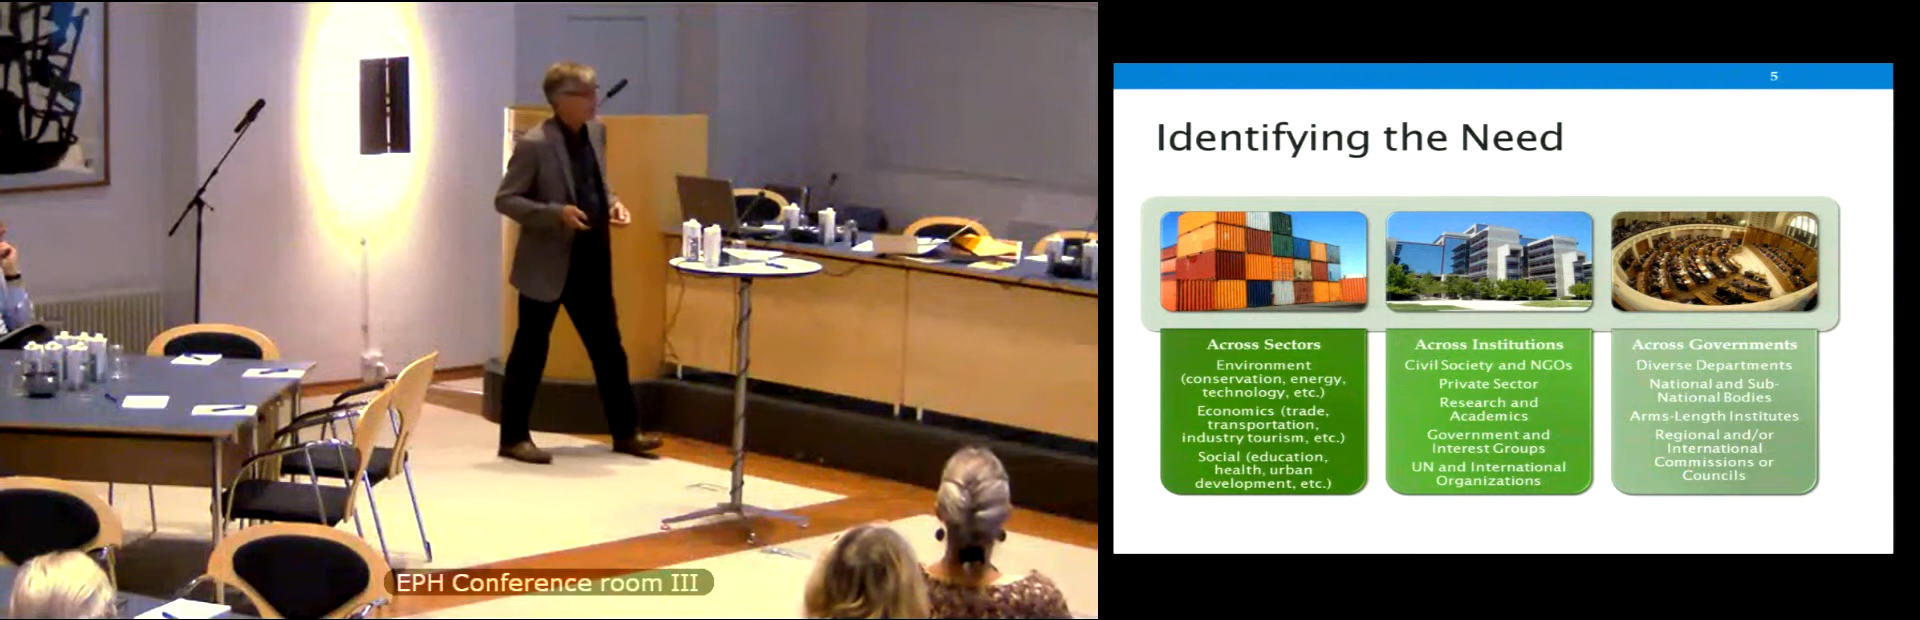 EPH Conference room III
5
Identifying the Need
Across Sectors
Environment
(conservation, energy,
technology, etc.)
Economics (trade,
transportation,
industry tourism, etc.)
Social (education,
health, urban
development, etc.)
Across Institutions
Civil Society and NGOs
Private Sector
Research and
Academics
Government and
Interest Groups
UN and International
Organizations
Across Governments
Diverse Departments
National and Sub-
National Bodies
Arms-Length Institutes
Regional and/or
International
Commissions or
Councils